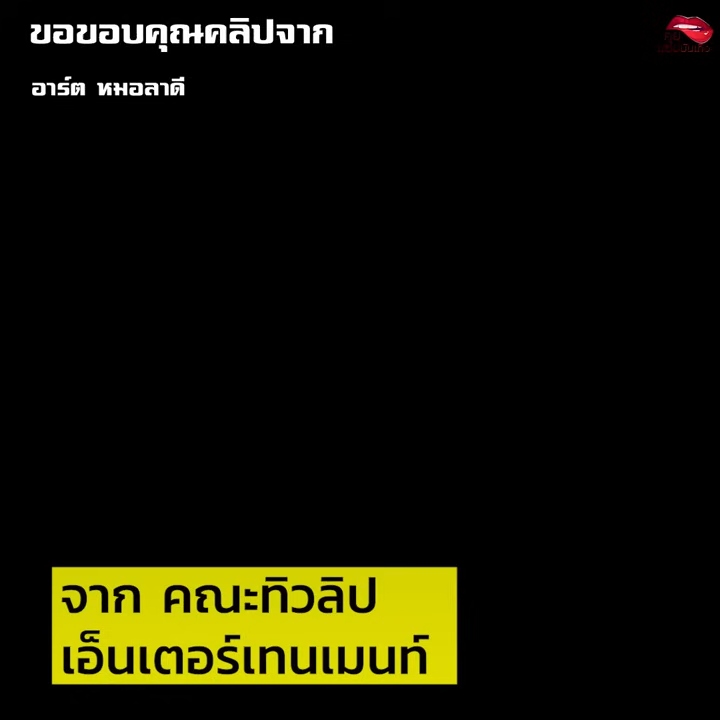 ขอขอบคุณคลิปจาก
อาร์ต หมอลาดี
จาก คณะทิวลิป
เอ็นเตอร์เทนเมนท์